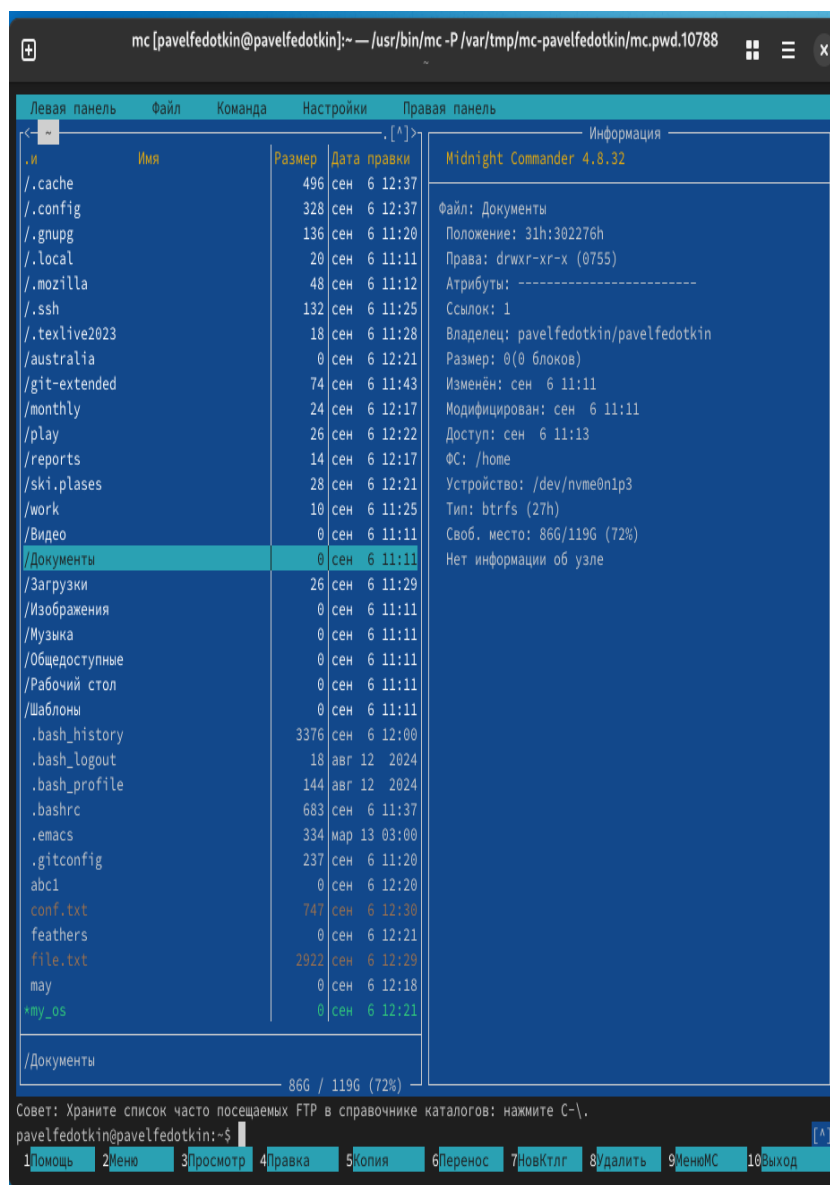 mc [pavelfedotkin@pavelfedotkin]:~ — /usr/bin/mc -P /var/tmp/mc-pavelfedotkin/mc.pwd.10788
~
Левая панель Файл Команда Настройки Правая панель
<- ~ .[^]>
.и Имя Размер Дата правки
/.cache 496 сен 6 12:37
/.config 328 сен 6 12:37
/.gnupg 136 сен 6 11:20
/.local 20 сен 6 11:11
/.mozilla 48 сен 6 11:12
/.ssh 132 сен 6 11:25
/.texlive2023 18 сен 6 11:28
/australia 0 сен 6 12:21
/git-extended 74 сен 6 11:43
/monthly 24 сен 6 12:17
/play 26 сен 6 12:22
/reports 14 сен 6 12:17
/ski.plases 28 сен 6 12:21
/work 10 сен 6 11:25
/Видео 0 сен 6 11:11
/Документы 0 сен 6 11:11
/Загрузки 26 сен 6 11:29
/Изображения 0 сен 6 11:11
/Музыка 0 сен 6 11:11
/Общедоступные 0 сен 6 11:11
/Рабочий стол 0 сен 6 11:11
/Шаблоны 0 сен 6 11:11
.bash_history 3376 сен 6 12:00
.bash_logout 18 авг 12 2024
.bash_profile 144 авг 12 2024
.bashrc 683 сен 6 11:37
.emacs 334 мар 13 03:00
.gitconfig 237 сен 6 11:20
abc1 0 сен 6 12:20
conf.txt 747 сен 6 12:30
feathers 0 сен 6 12:21
file.txt 2922 сен 6 12:29
may 0 сен 6 12:18
*my_os 0 сен 6 12:21
/Документы
86G / 119G (72%)
Информация
Midnight Commander 4.8.32
Файл: Документы
Положение: 31h:302276h
Права: drwxr-xr-x (0755)
Атрибуты: -------------------------
Ссылок: 1
Владелец: pavelfedotkin/pavelfedotkin
Размер: 0(0 блоков)
Изменён: сен 6 11:11
Модифицирован: сен 6 11:11
Доступ: сен 6 11:13
ФС: /home
Устройство: /dev/nvme0n1p3
Тип: btrfs (27h)
Своб. место: 86G/119G (72%)
Нет информации об узле
Совет: Храните список часто посещаемых FTP в справочнике каталогов: нажмите C-\.
pavelfedotkin@pavelfedotkin:~$ [^]
1Помощь 2Меню 3Просмотр 4Правка 5Копия 6Перенос 7НовКтлг 8Удалить 9МенюMC 10Выход